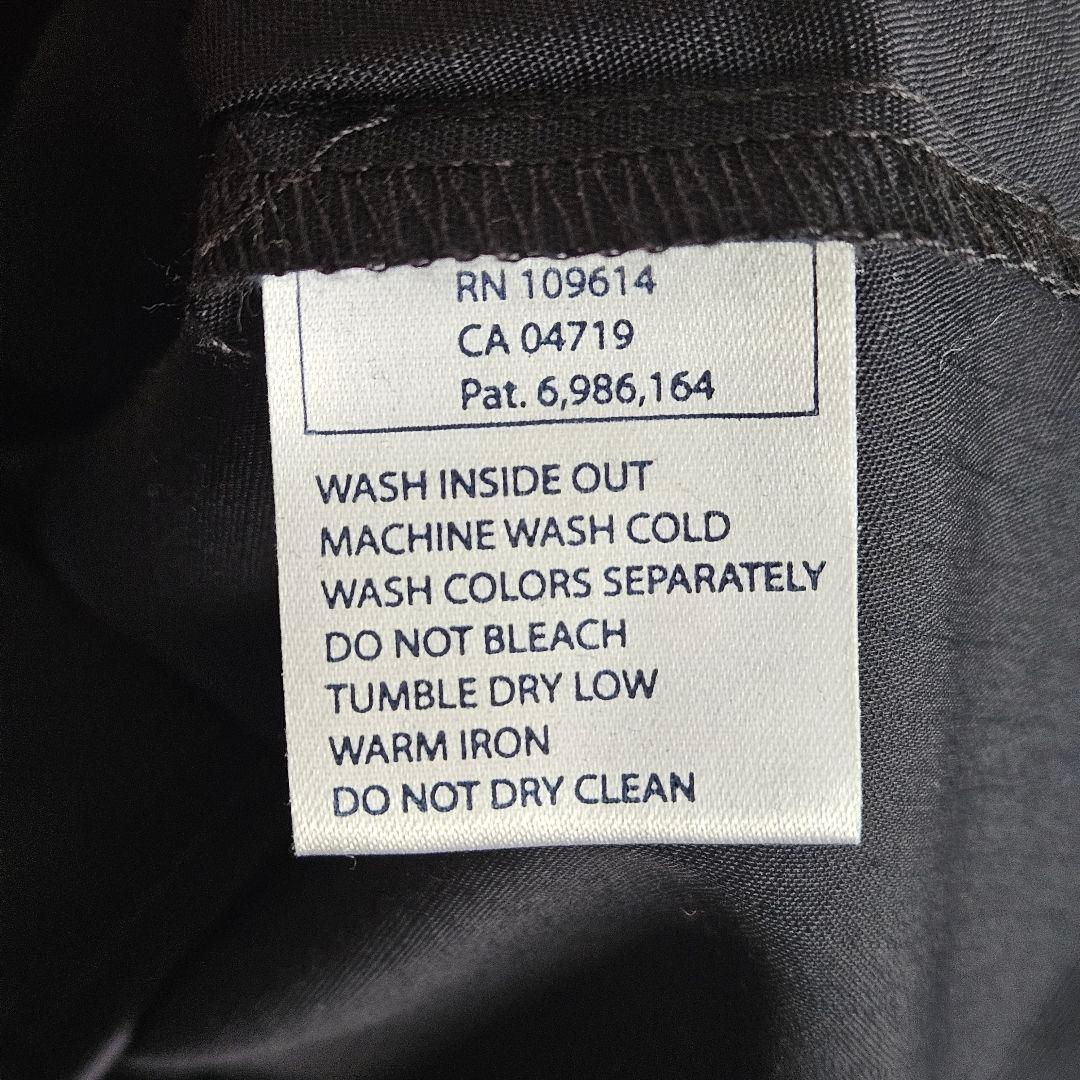 RN 109614
CA 04719
Pat. 6,986,164
WASH INSIDE OUT
MACHINE WASH COLD
WASH COLORS SEPARATELY
DO NOT BLEACH
TUMBLE DRY LOW
WARM IRON
DO NOT DRY CLEAN